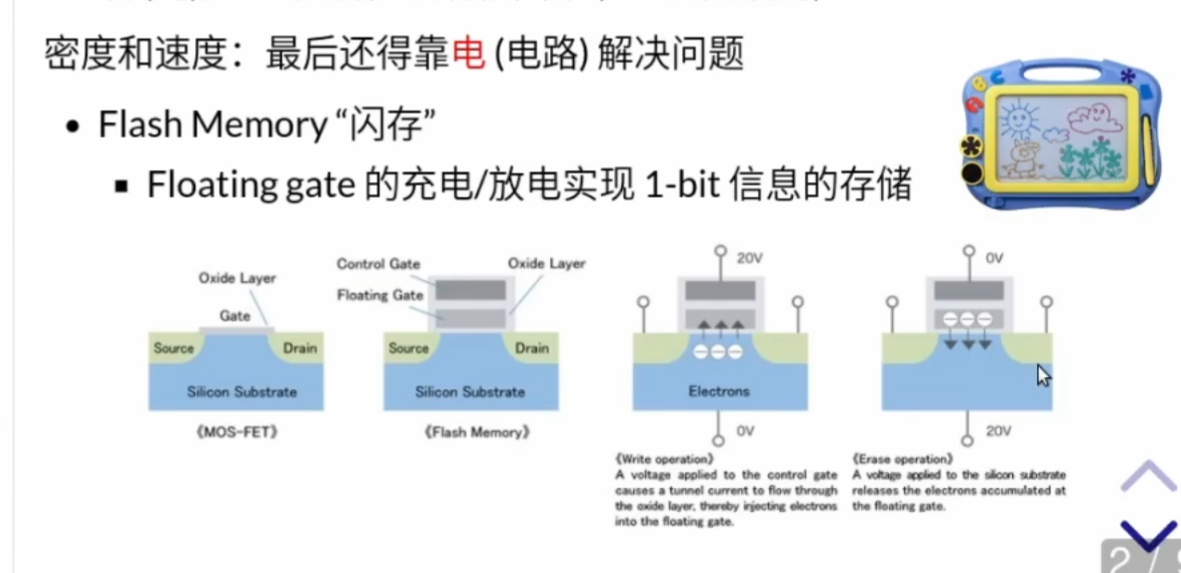 密度和速度：最后还得靠电 (电路) 解决问题
• Flash Memory “闪存”
▪ Floating gate 的充电/放电实现 1-bit 信息的存储
Oxide Layer
Gate
Source
Drain
Silicon Substrate
《MOS-FET》
Control Gate
Oxide Layer
Floating Gate
Source
Drain
Silicon Substrate
《Flash Memory》
20V
Electrons
0V
《Write operation》
A voltage applied to the control gate
causes a tunnel current to flow through
the oxide layer, thereby injecting electrons
into the floating gate.
0V
20V
《Erase operation》
A voltage applied to the silicon substrate
releases the electrons accumulated at
the floating gate.
2 /